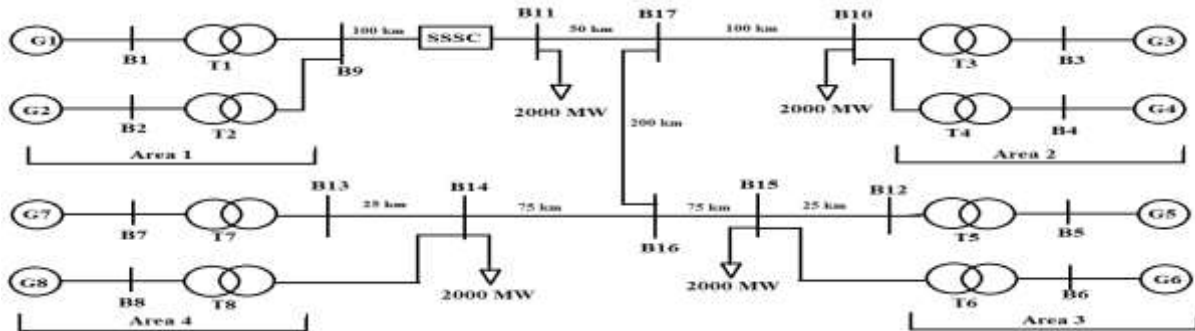 B11 B17 B10
G1 100 km SSSC 50 km 100 km G3
B1 T1 B9 T3 B3
G2 2000 MW 2000 MW G4
B2 T2 200 km T4 B4
Area 1 Area 2
B13 B14 B15 B12
G7 25 km 75 km 75 km 25 km G5
B7 T7 B16 T5 B5
G8 2000 MW 2000 MW G6
B8 T8 T6 B6
Area 4 Area 3